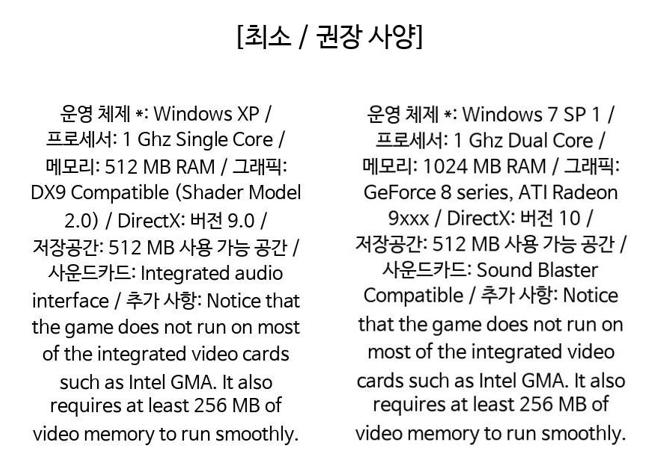 [최소 / 권장 사양]
운영 체제 *: Windows XP /
프로세서: 1 Ghz Single Core /
메모리: 512 MB RAM / 그래픽:
DX9 Compatible (Shader Model
2.0) / DirectX: 버전 9.0 /
저장공간: 512 MB 사용 가능 공간 /
사운드카드: Integrated audio
interface / 추가 사항: Notice that
the game does not run on most
of the integrated video cards
such as Intel GMA. It also
requires at least 256 MB of
video memory to run smoothly.
운영 체제 *: Windows 7 SP 1 /
프로세서: 1 Ghz Dual Core /
메모리: 1024 MB RAM / 그래픽:
GeForce 8 series, ATI Radeon
9xxx / DirectX: 버전 10 /
저장공간: 512 MB 사용 가능 공간 /
사운드카드: Sound Blaster
Compatible / 추가 사항: Notice
that the game does not run on
most of the integrated video
cards such as Intel GMA. It also
requires at least 256 MB of
video memory to run smoothly.